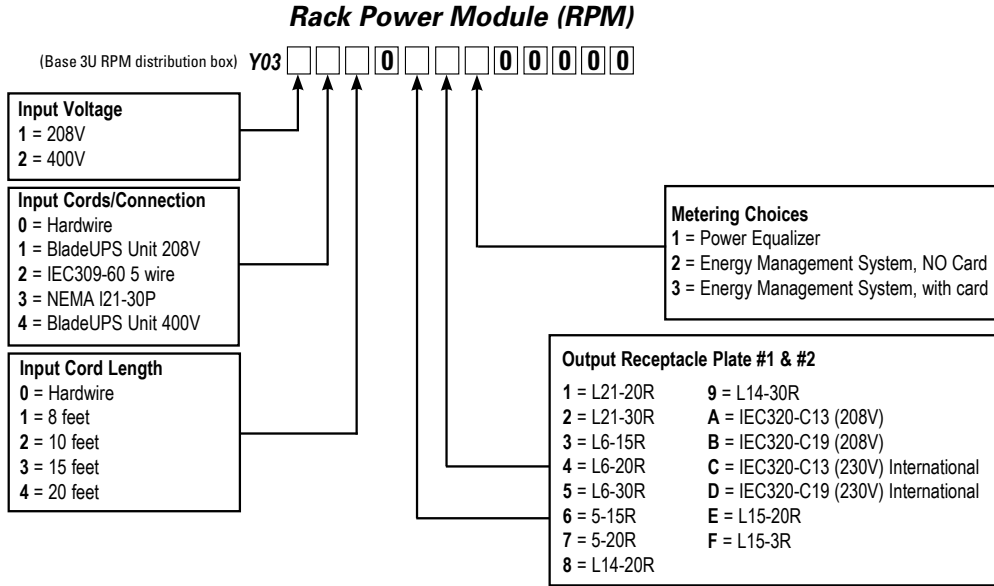 Rack Power Module (RPM)
(Base 3U RPM distribution box) Y03 0 0 0 0 0 0
Input Voltage
1 = 208V
2 = 400V
Input Cords/Connection
0 = Hardwire
1 = BladeUPS Unit 208V
2 = IEC309-60 5 wire
3 = NEMA l21-30P
4 = BladeUPS Unit 400V
Input Cord Length
0 = Hardwire
1 = 8 feet
2 = 10 feet
3 = 15 feet
4 = 20 feet
Metering Choices
1 = Power Equalizer
2 = Energy Management System, NO Card
3 = Energy Management System, with card
Output Receptacle Plate #1 & #2
1 = L21-20R
2 = L21-30R
3 = L6-15R
4 = L6-20R
5 = L6-30R
6 = 5-15R
7 = 5-20R
8 = L14-20R
9 = L14-30R
A = IEC320-C13 (208V)
B = IEC320-C19 (208V)
C = IEC320-C13 (230V) International
D = IEC320-C19 (230V) International
E = L15-20R
F = L15-3R